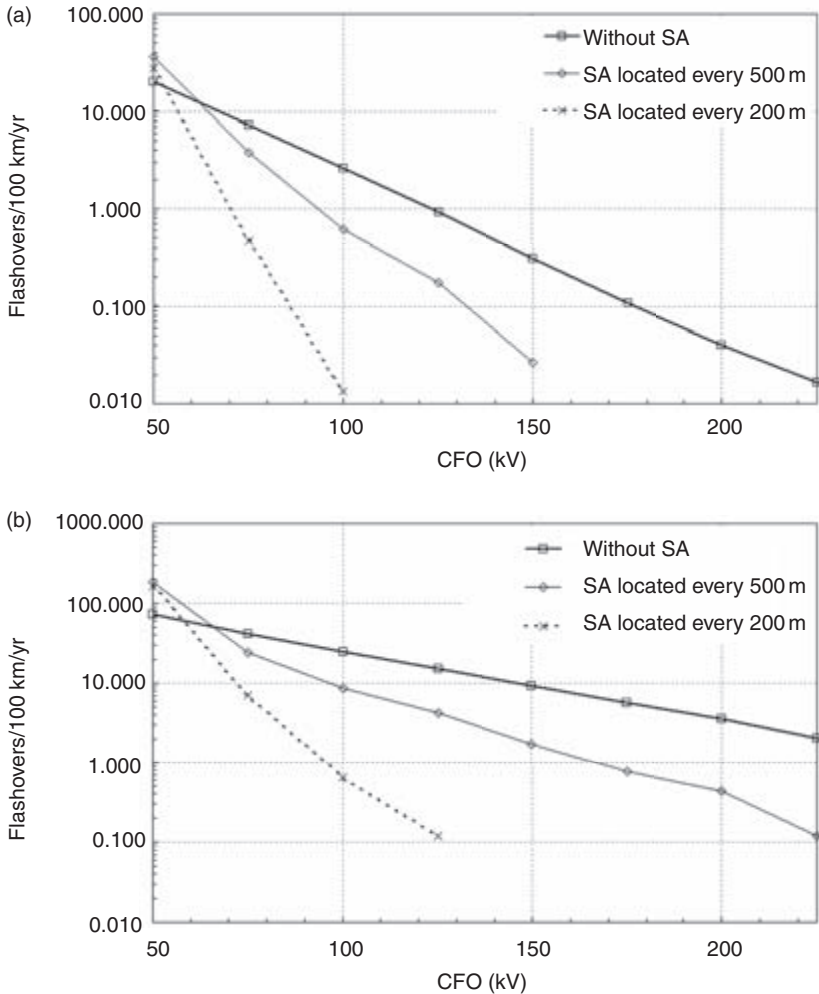 (a)
100.000
10.000
1.000
0.100
0.010
Flashovers/100 km/yr
Without SA
SA located every 500 m
SA located every 200 m
50
100
150
200
CFO (kV)
(b)
1000.000
100.000
10.000
1.000
0.100
0.010
Flashovers/100 km/yr
Without SA
SA located every 500 m
SA located every 200 m
50
100
150
200
CFO (kV)